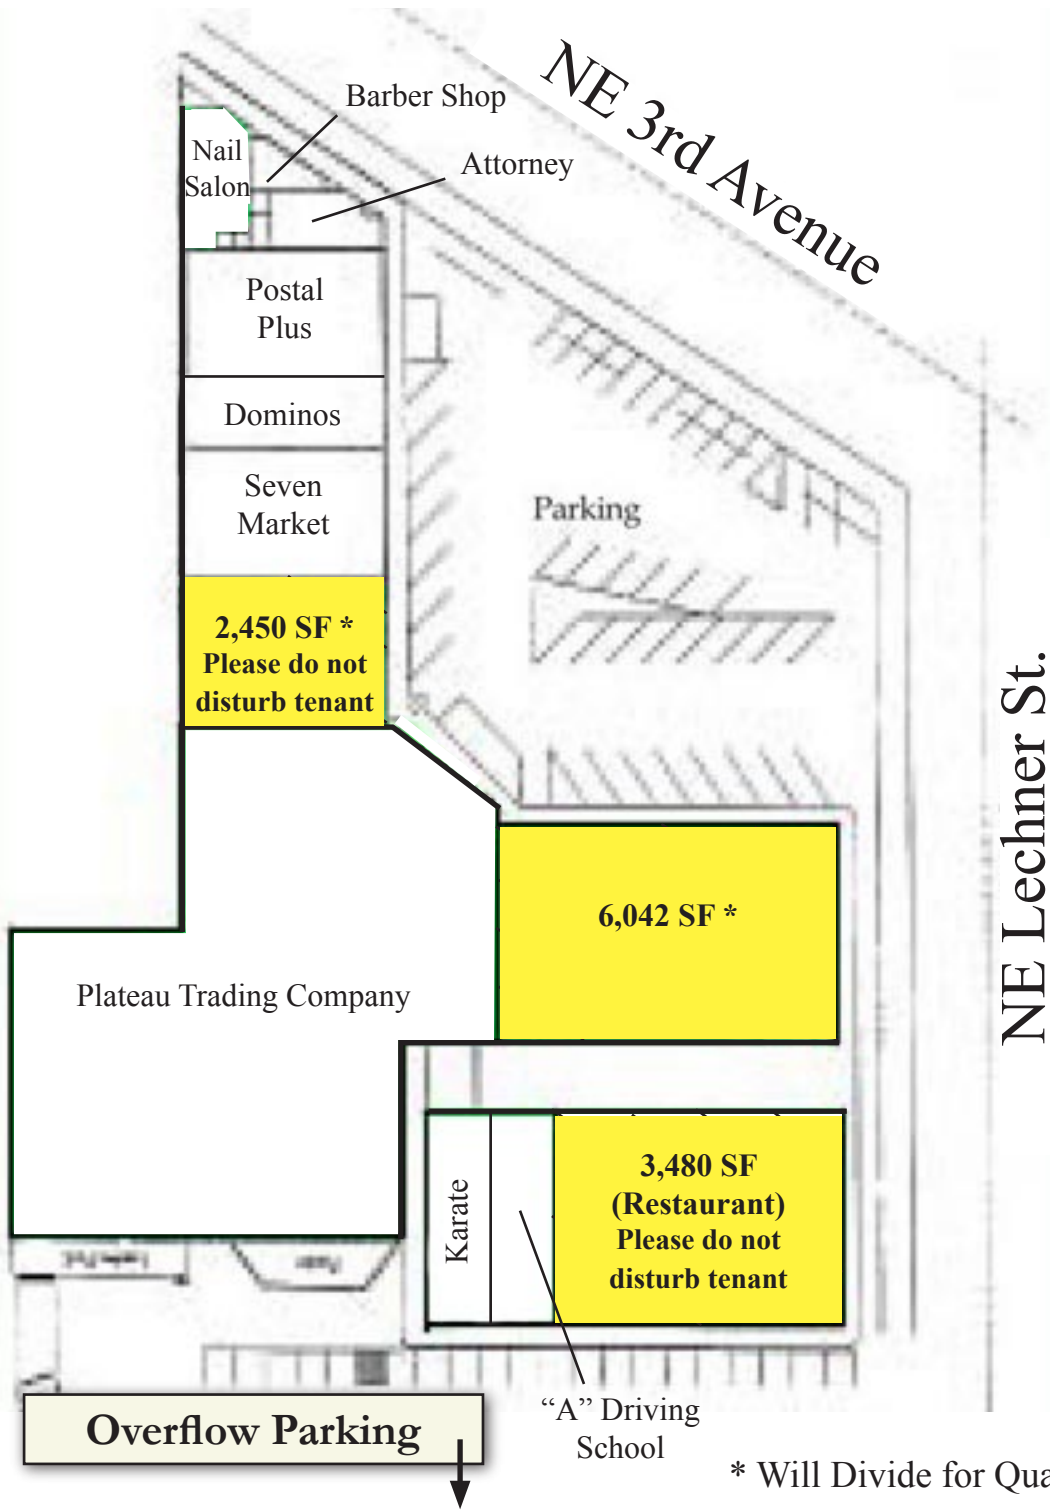 NE 3rd Avenue
Barber Shop
Attorney
Nail
Salon
Postal
Plus
Dominos
Seven
Market
Parking
2,450 SF *
Please do not
disturb tenant
NE Lechner St.
6,042 SF *
Plateau Trading Company
3,480 SF
(Restaurant)
Please do not
disturb tenant
Karate
Overflow Parking
“A” Driving
School
* Will Divide for Qua